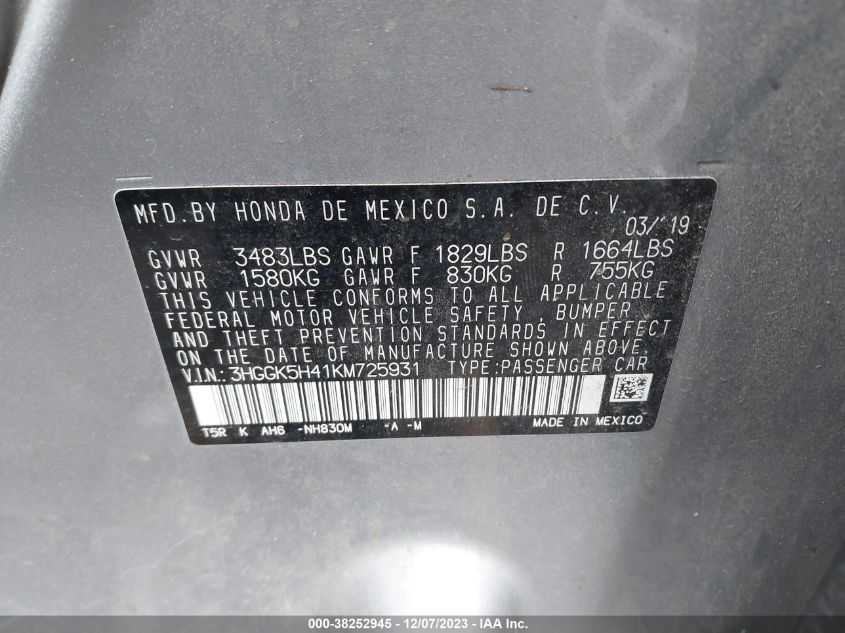 MFD. BY HONDA DE MEXICO S.A. DE C.V.
03/'19
GVWR 3483LBS GAWR F 1829LBS R 1664LBS
GVWR 1580KG GAWR F 830KG R 755KG
THIS VEHICLE CONFORMS TO ALL APPLICABLE
FEDERAL MOTOR VEHICLE SAFETY, BUMPER,
AND THEFT PREVENTION STANDARDS IN EFFECT
ON THE DATE OF MANUFACTURE SHOWN ABOVE.
V.I.N.: 3HGGK5H41KM725931 TYPE:PASSENGER CAR
T5R K AH6 -NH830M -A -M MADE IN MEXICO
000-38252945 - 12/07/2023 - IAA Inc.